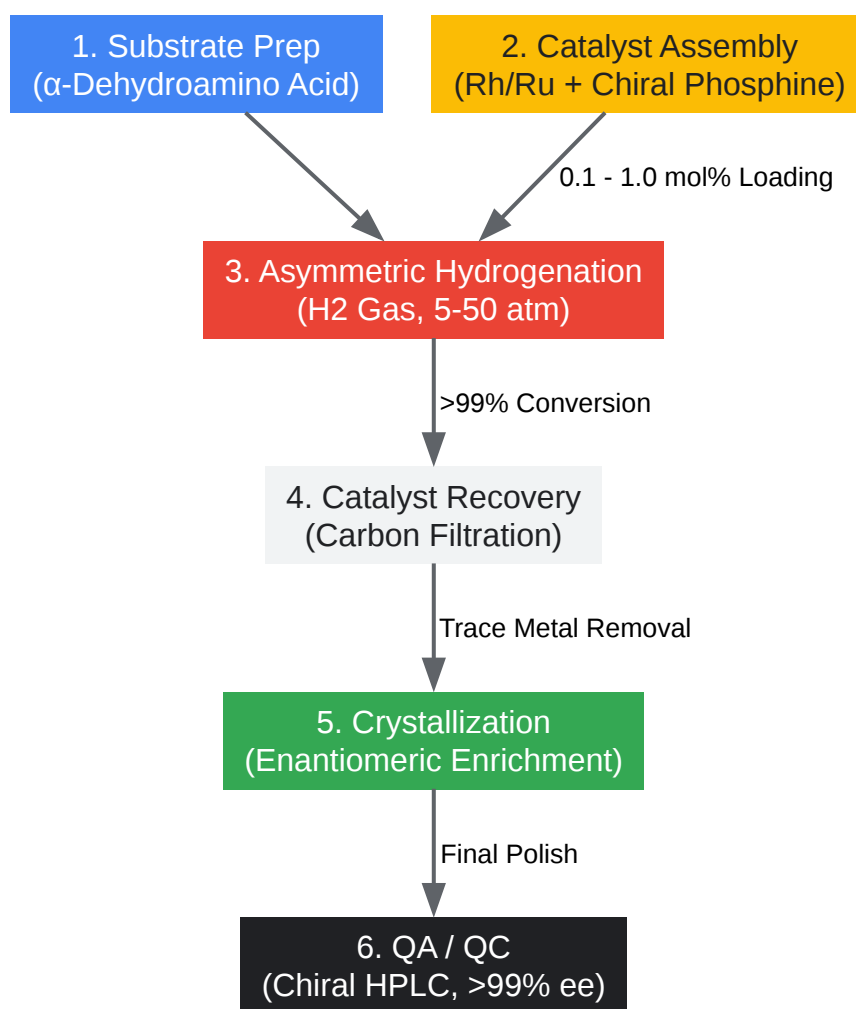 1. Substrate Prep
(α-Dehydroamino Acid)
2. Catalyst Assembly
(Rh/Ru + Chiral Phosphine)
0.1 - 1.0 mol% Loading
3. Asymmetric Hydrogenation
(H2 Gas, 5-50 atm)
>99% Conversion
4. Catalyst Recovery
(Carbon Filtration)
Trace Metal Removal
5. Crystallization
(Enantiomeric Enrichment)
Final Polish
6. QA / QC
(Chiral HPLC, >99% ee)